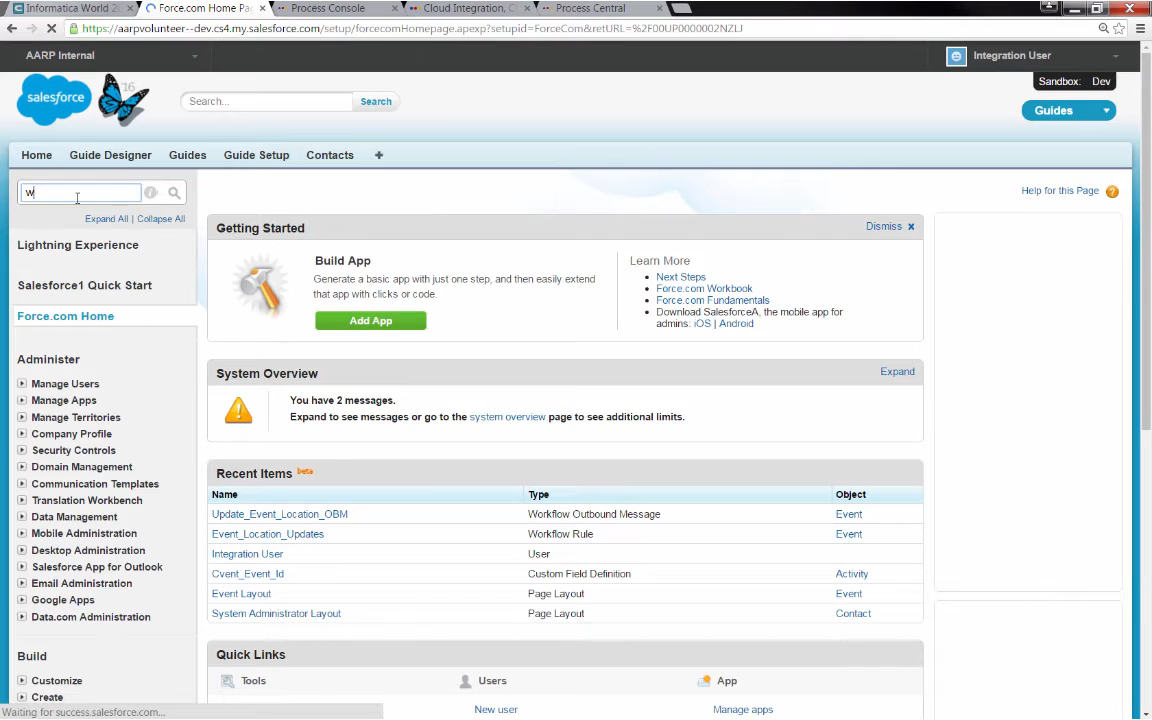 Informatica World 20
Force.com Home Pa
Process Console
Cloud Integration, C
Process Central
https://aarpvolunteer--dev.cs4.my.salesforce.com/setup/forcecomHomepage.apexp?setupid=ForceCom&retURL=%2F00UP0000002NZLJ
AARP Internal
Integration User
salesforce
'16
Search...
Search
Sandbox: Dev
Guides
Home
Guide Designer
Guides
Guide Setup
Contacts
w
Expand All | Collapse All
Help for this Page
Lightning Experience
Salesforce1 Quick Start
Force.com Home
Administer
Manage Users
Manage Apps
Manage Territories
Company Profile
Security Controls
Domain Management
Communication Templates
Translation Workbench
Data Management
Mobile Administration
Desktop Administration
Salesforce App for Outlook
Email Administration
Google Apps
Data.com Administration
Build
Customize
Create
Getting Started
Dismiss x
Build App
Generate a basic app with just one step, and then easily extend
that app with clicks or code.
Add App
Learn More
Next Steps
Force.com Workbook
Force.com Fundamentals
Download SalesforceA, the mobile app for
admins: iOS | Android
System Overview
Expand
You have 2 messages.
Expand to see messages or go to the system overview page to see additional limits.
Recent Items beta
Name Type Object
Update_Event_Location_OBM Workflow Outbound Message Event
Event_Location_Updates Workflow Rule Event
Integration User User
Cvent_Event_Id Custom Field Definition Activity
Event Layout Page Layout Event
System Administrator Layout Page Layout Contact
Quick Links
Tools
Users
App
New user
Manage apps
Waiting for success.salesforce.com...